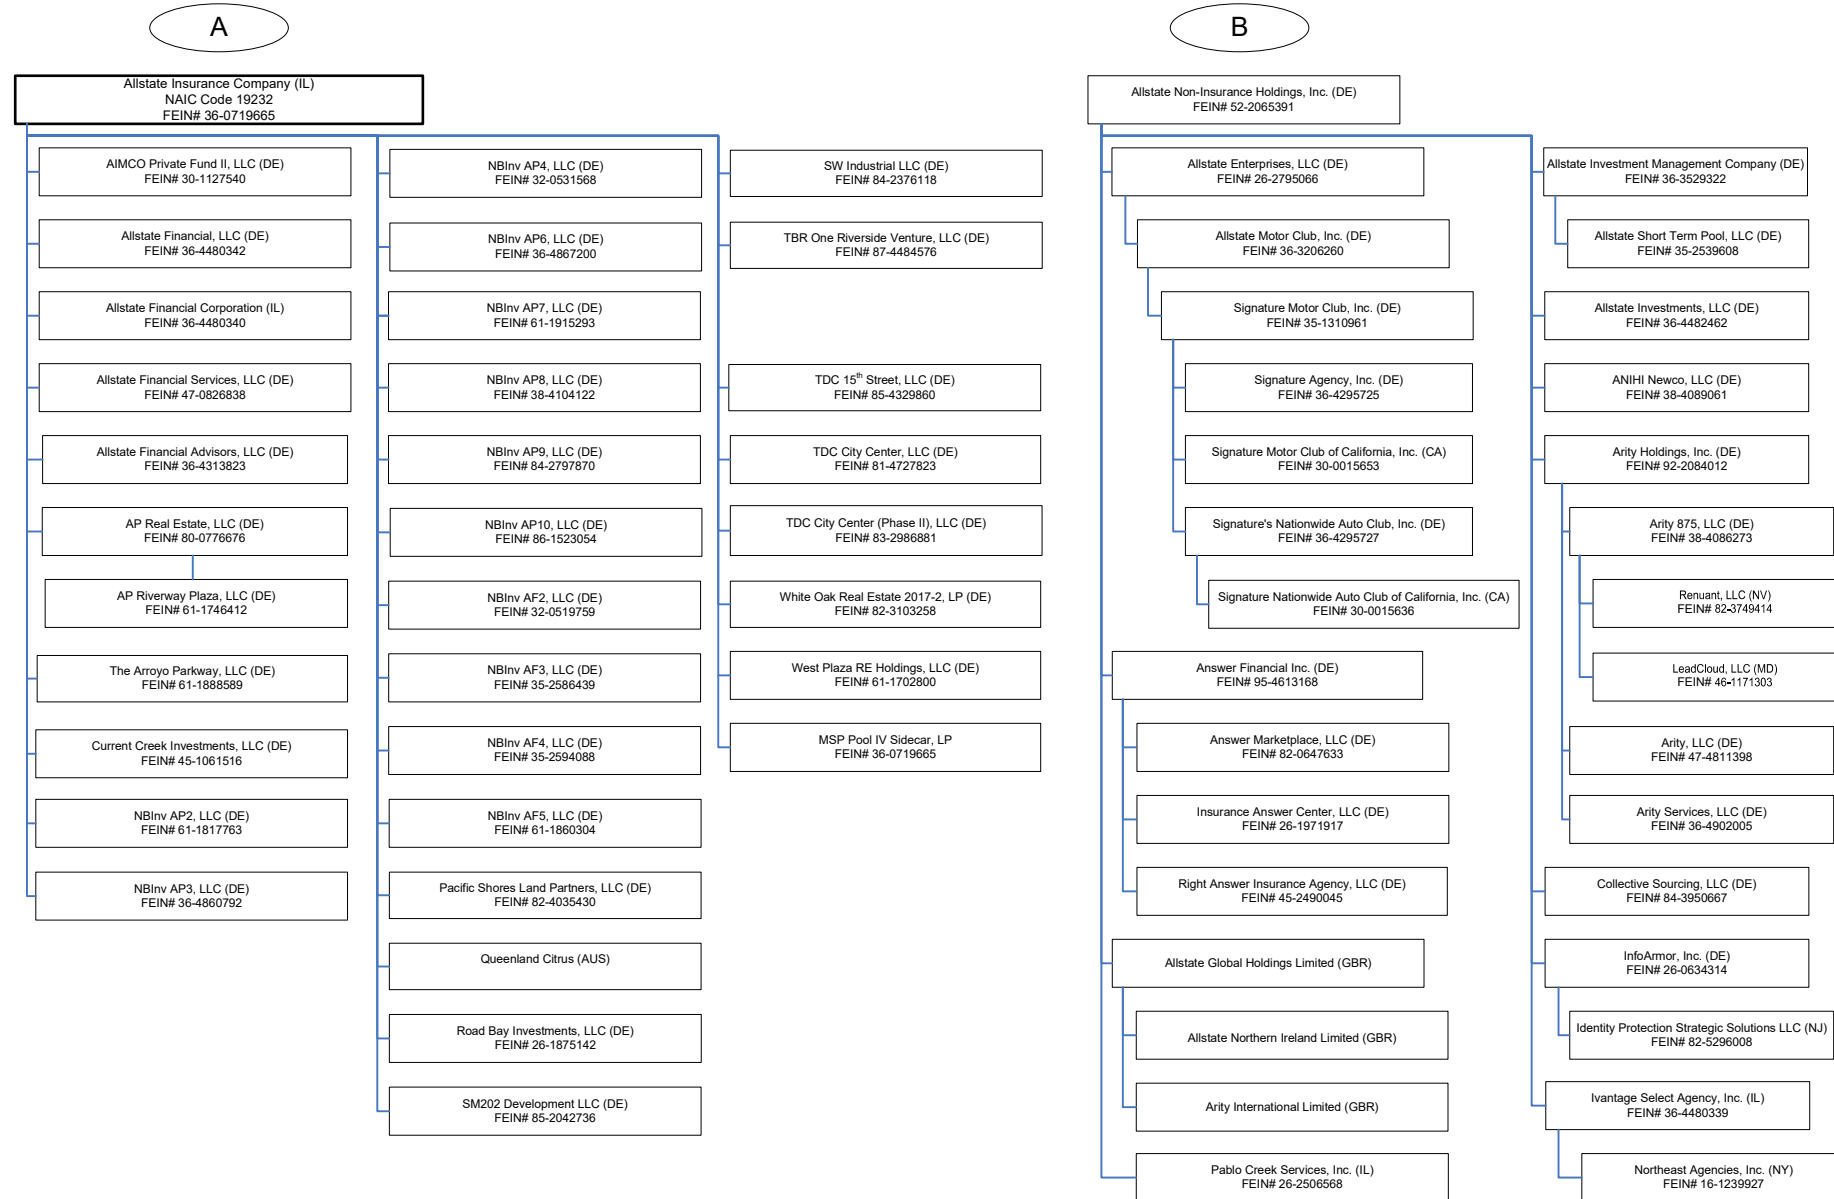 A
Allstate Insurance Company (IL)
NAIC Code 19232
FEIN# 36-0719665
AIMCO Private Fund II, LLC (DE)
FEIN# 30-1127540
Allstate Financial, LLC (DE)
FEIN# 36-4480342
Allstate Financial Corporation (IL)
FEIN# 36-4480340
Allstate Financial Services, LLC (DE)
FEIN# 47-0826838
Allstate Financial Advisors, LLC (DE)
FEIN# 36-4313823
AP Real Estate, LLC (DE)
FEIN# 80-0776676
AP Riverway Plaza, LLC (DE)
FEIN# 61-1746412
The Arroyo Parkway, LLC (DE)
FEIN# 61-1888589
Current Creek Investments, LLC (DE)
FEIN# 45-1061516
NBInv AP2, LLC (DE)
FEIN# 61-1817763
NBInv AP3, LLC (DE)
FEIN# 36-4860792
NBInv AP4, LLC (DE)
FEIN# 32-0531568
NBInv AP6, LLC (DE)
FEIN# 36-4867200
NBInv AP7, LLC (DE)
FEIN# 61-1915293
NBInv AP8, LLC (DE)
FEIN# 38-4104122
NBInv AP9, LLC (DE)
FEIN# 84-2797870
NBInv AP10, LLC (DE)
FEIN# 86-1523054
NBInv AF2, LLC (DE)
FEIN# 32-0519759
NBInv AF3, LLC (DE)
FEIN# 35-2586439
NBInv AF4, LLC (DE)
FEIN# 35-2594088
NBInv AF5, LLC (DE)
FEIN# 61-1860304
Pacific Shores Land Partners, LLC (DE)
FEIN# 82-4035430
Queenland Citrus (AUS)
Road Bay Investments, LLC (DE)
FEIN# 26-1875142
SM202 Development LLC (DE)
FEIN# 85-2042736
SW Industrial LLC (DE)
FEIN# 84-2376118
TBR One Riverside Venture, LLC (DE)
FEIN# 87-4484576
TDC 15th Street, LLC (DE)
FEIN# 85-4329860
TDC City Center, LLC (DE)
FEIN# 81-4727823
TDC City Center (Phase II), LLC (DE)
FEIN# 83-2986881
White Oak Real Estate 2017-2, LP (DE)
FEIN# 82-3103258
West Plaza RE Holdings, LLC (DE)
FEIN# 61-1702800
MSP Pool IV Sidecar, LP
FEIN# 36-0719665
B
Allstate Non-Insurance Holdings, Inc. (DE)
FEIN# 52-2065391
Allstate Enterprises, LLC (DE)
FEIN# 26-2795066
Allstate Motor Club, Inc. (DE)
FEIN# 36-3206260
Signature Motor Club, Inc. (DE)
FEIN# 35-1310961
Signature Agency, Inc. (DE)
FEIN# 36-4295725
Signature Motor Club of California, Inc. (CA)
FEIN# 30-0015653
Signature's Nationwide Auto Club, Inc. (DE)
FEIN# 36-4295727
Signature Nationwide Auto Club of California, Inc. (CA)
FEIN# 30-0015636
Answer Financial Inc. (DE)
FEIN# 95-4613168
Answer Marketplace, LLC (DE)
FEIN# 82-0647633
Insurance Answer Center, LLC (DE)
FEIN# 26-1971917
Right Answer Insurance Agency, LLC (DE)
FEIN# 45-2490045
Allstate Global Holdings Limited (GBR)
Allstate Northern Ireland Limited (GBR)
Arity International Limited (GBR)
Pablo Creek Services, Inc. (IL)
FEIN# 26-2506568
Allstate Investment Management Company (DE)
FEIN# 36-3529322
Allstate Short Term Pool, LLC (DE)
FEIN# 35-2539608
Allstate Investments, LLC (DE)
FEIN# 36-4482462
ANIHI Newco, LLC (DE)
FEIN# 38-4089061
Arity Holdings, Inc. (DE)
FEIN# 92-2084012
Arity 875, LLC (DE)
FEIN# 38-4086273
Renuant, LLC (NV)
FEIN# 82-3749414
LeadCloud, LLC (MD)
FEIN# 46-1171303
Arity, LLC (DE)
FEIN# 47-4811398
Arity Services, LLC (DE)
FEIN# 36-4902005
Collective Sourcing, LLC (DE)
FEIN# 84-3950667
InfoArmor, Inc. (DE)
FEIN# 26-0634314
Identity Protection Strategic Solutions LLC (NJ)
FEIN# 82-5296008
Ivantage Select Agency, Inc. (IL)
FEIN# 36-4480339
Northeast Agencies, Inc. (NY)
FEIN# 16-1239927